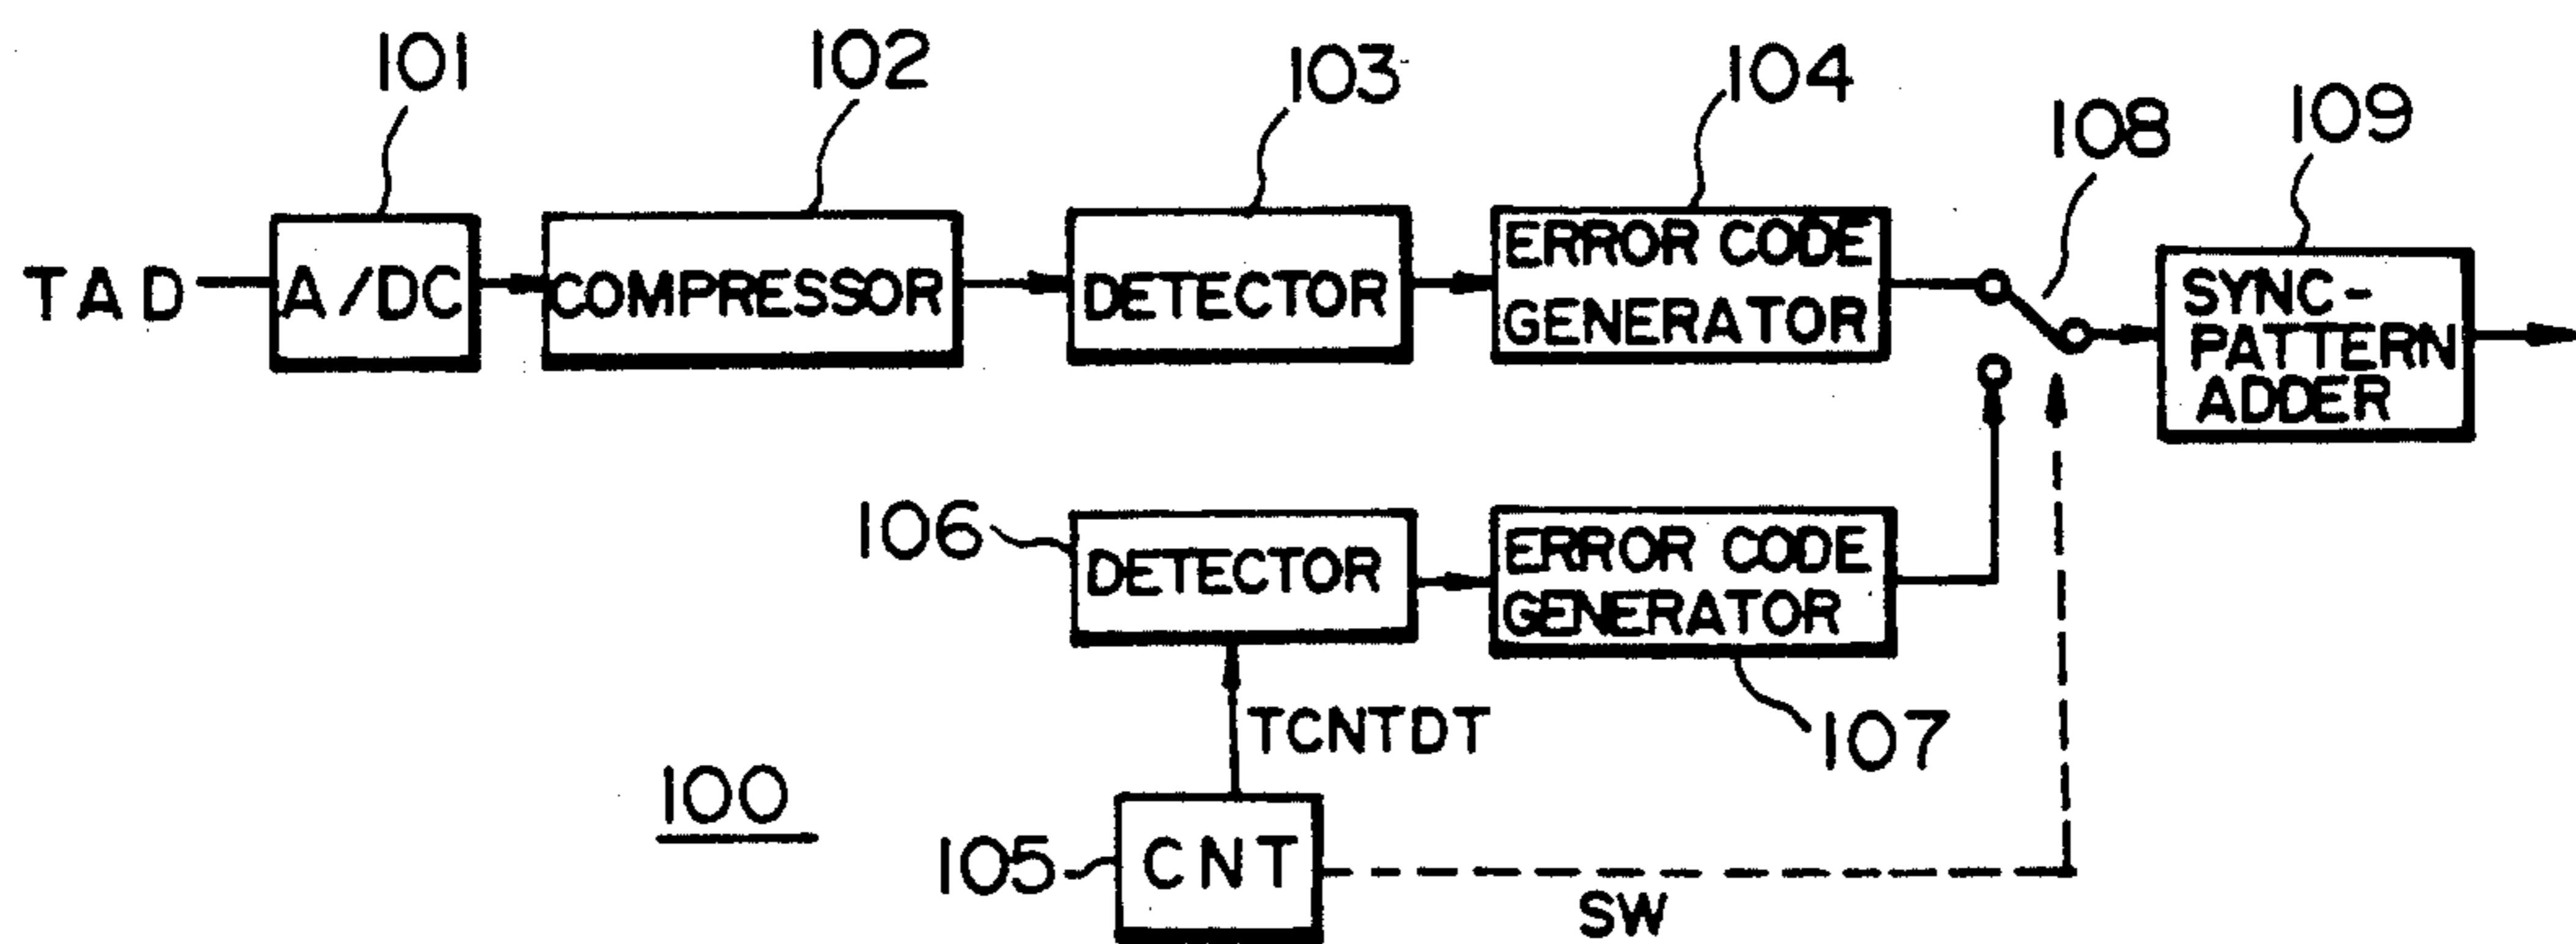 101
102
103
104
108
109
TAD
A/DC
COMPRESSOR
DETECTOR
ERROR CODE
GENERATOR
SYNC-
PATTERN
ADDER
106
DETECTOR
ERROR CODE
GENERATOR
TCNTDT
107
100
105
CNT
SW